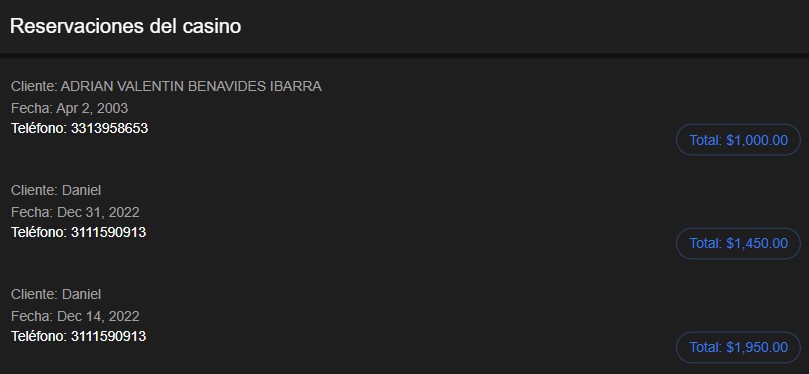 Reservaciones del casino
Cliente: ADRIAN VALENTIN BENAVIDES IBARRA
Fecha: Apr 2, 2003
Teléfono: 3313958653
Total: $1,000.00
Cliente: Daniel
Fecha: Dec 31, 2022
Teléfono: 3111590913
Total: $1,450.00
Cliente: Daniel
Fecha: Dec 14, 2022
Teléfono: 3111590913
Total: $1,950.00